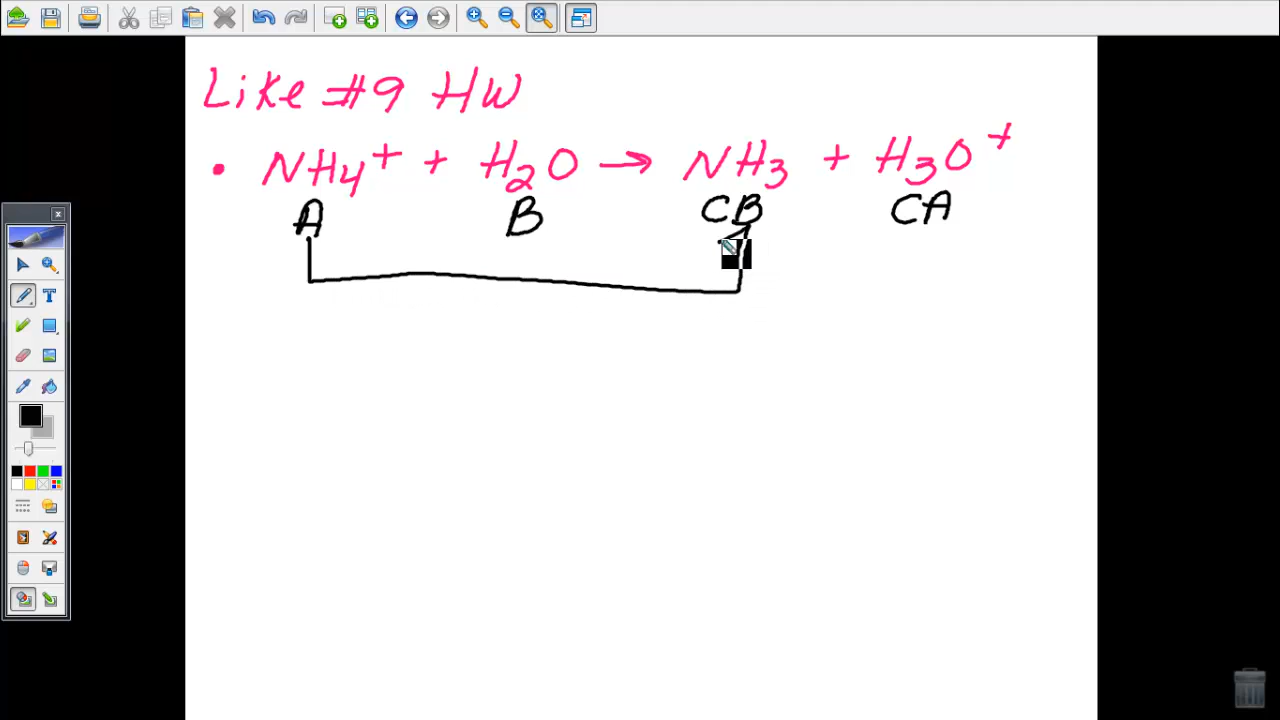 Like #9 HW
• NH4+ + H2O → NH3 + H3O+
A B CB CA